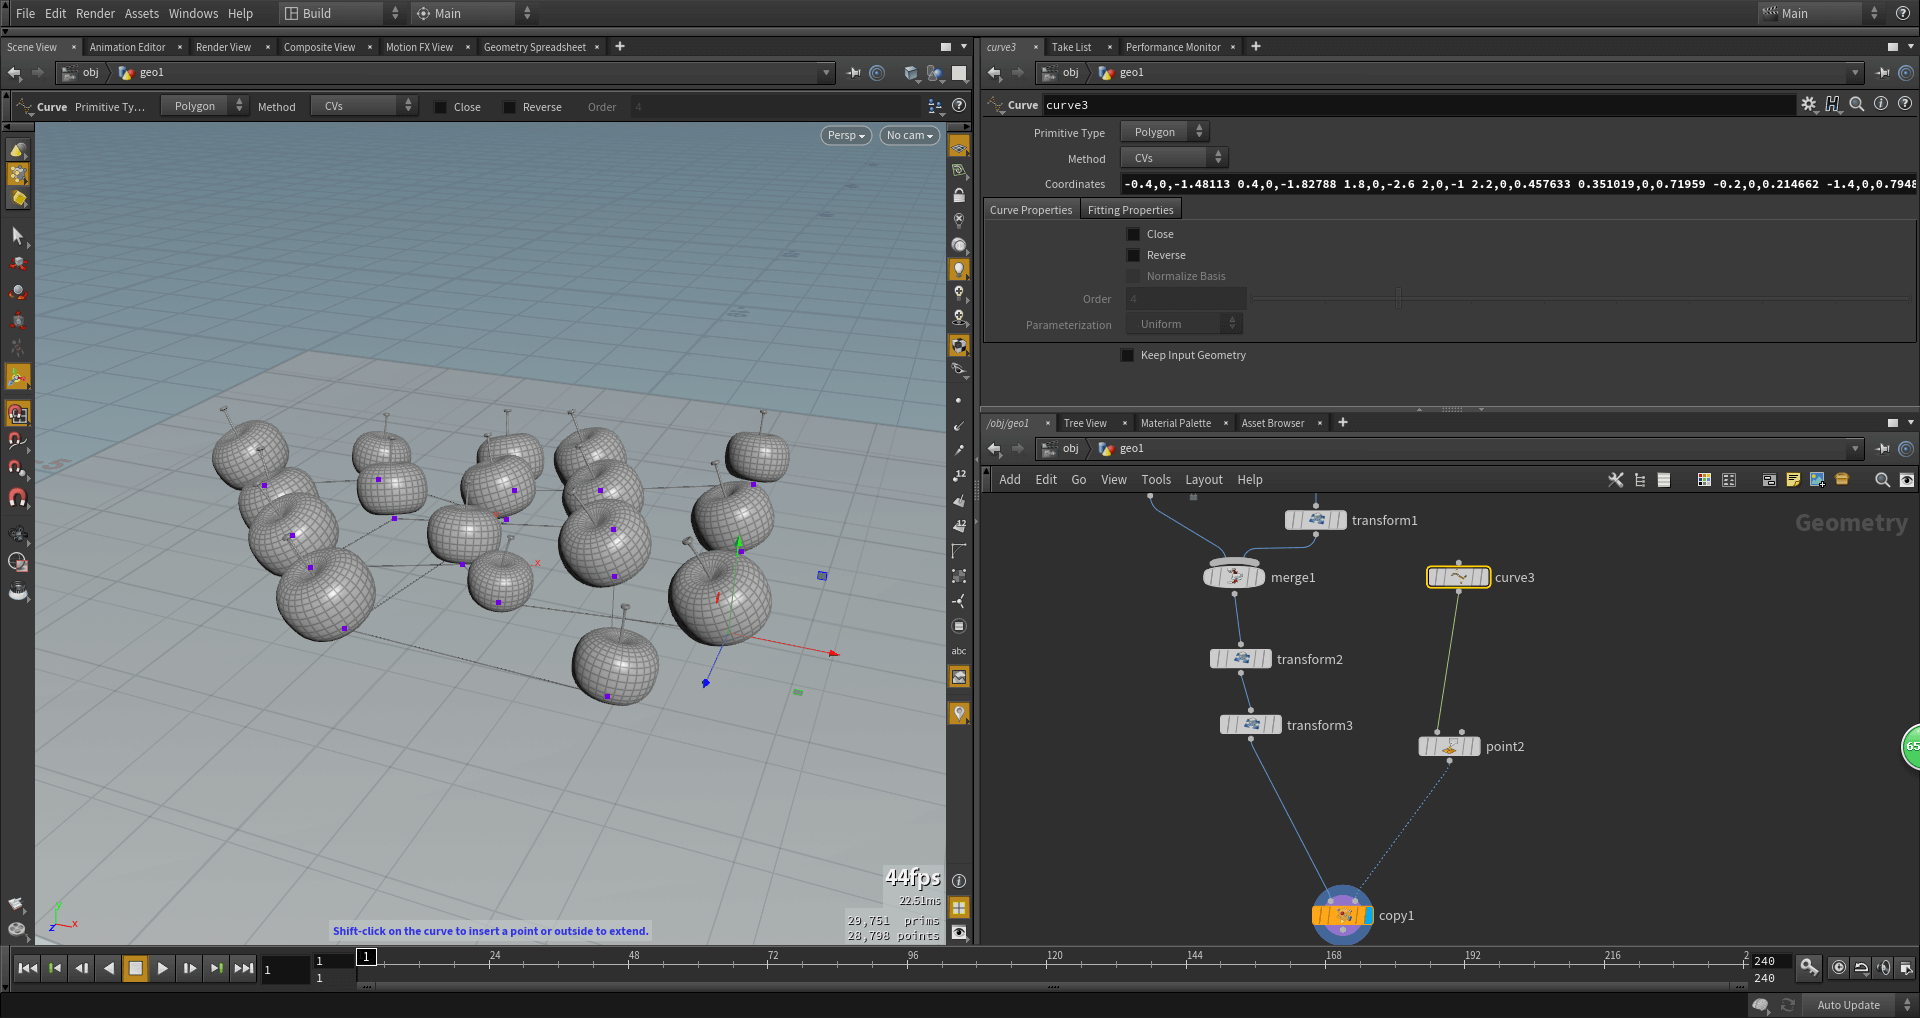 File Edit Render Assets Windows Help Build Main Main
Scene View Animation Editor Render View Composite View Motion FX View Geometry Spreadsheet
obj geo1
Curve Primitive Ty... Polygon Method CVs Close Reverse Order 4
Persp No cam
44fps
22.51ms
29,751 prims
28,798 points
Shift-click on the curve to insert a point or outside to extend.
curve3 Take List Performance Monitor
obj geo1
Curve curve3
Primitive Type Polygon
Method CVs
Coordinates -0.4,0,-1.48113 0.4,0,-1.82788 1.8,0,-2.6 2,0,-1 2.2,0,0.457633 0.351019,0,0.71959 -0.2,0,0.214662 -1.4,0,0.7948
Curve Properties Fitting Properties
Close
Reverse
Normalize Basis
Order 4
Parameterization Uniform
Keep Input Geometry
/obj/geo1 Tree View Material Palette Asset Browser
obj geo1
Add Edit Go View Tools Layout Help
Geometry
transform1
merge1
curve3
transform2
transform3
point2
copy1
12
12
abc
x
y
z x
65
1 1 1 24 48 72 96 120 144 168 192 216 2 240
1 240
Auto Update